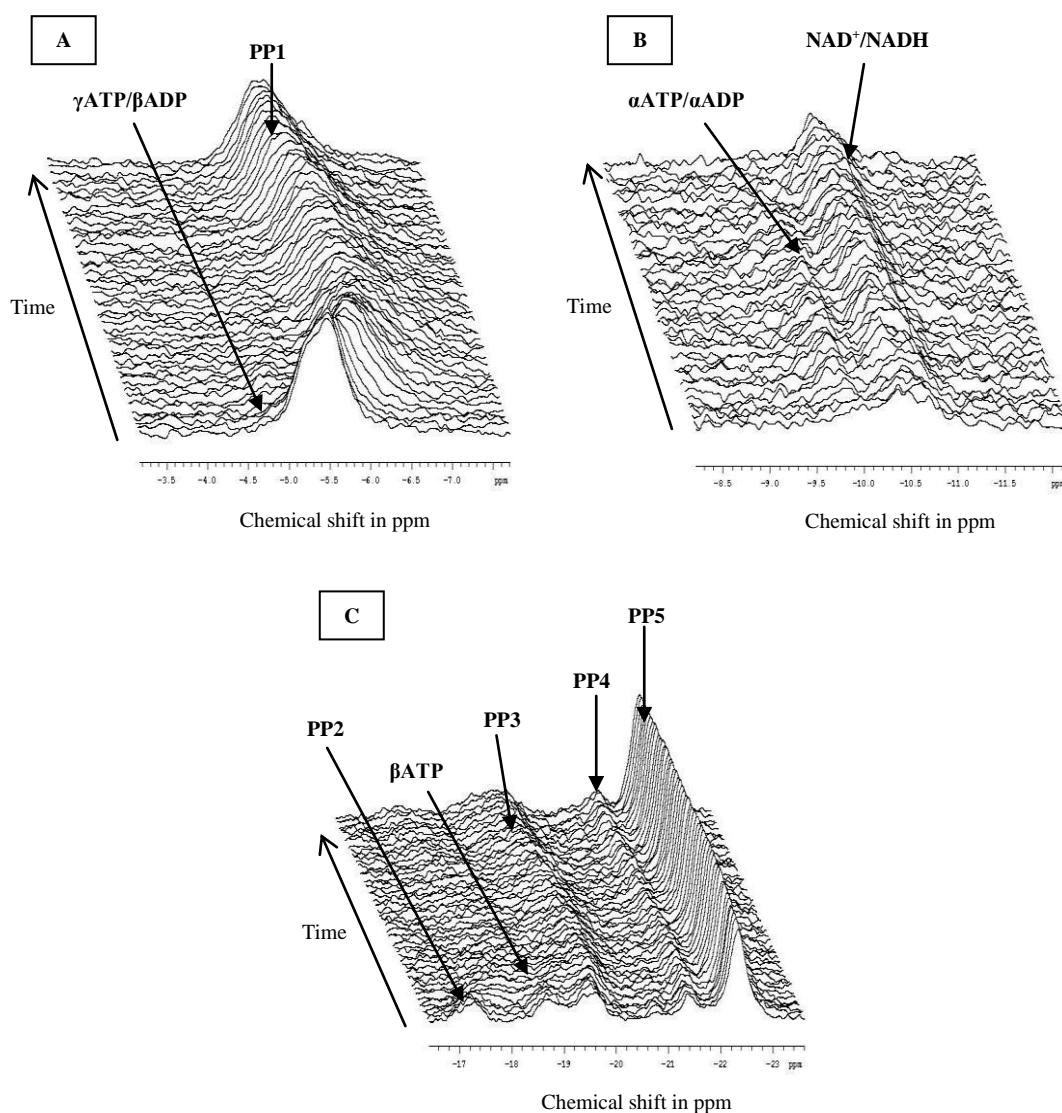 A
PP1
γATP/βADP
Time
-3.5 -4.0 -4.5 -5.0 -5.5 -6.0 -6.5 -7.0 ppm
Chemical shift in ppm
B
NAD⁺/NADH
αATP/αADP
Time
-8.5 -9.0 -9.5 -10.0 -10.5 -11.0 -11.5 ppm
Chemical shift in ppm
C
PP5
PP4
PP3
PP2
βATP
Time
-17 -18 -19 -20 -21 -22 -23 ppm
Chemical shift in ppm